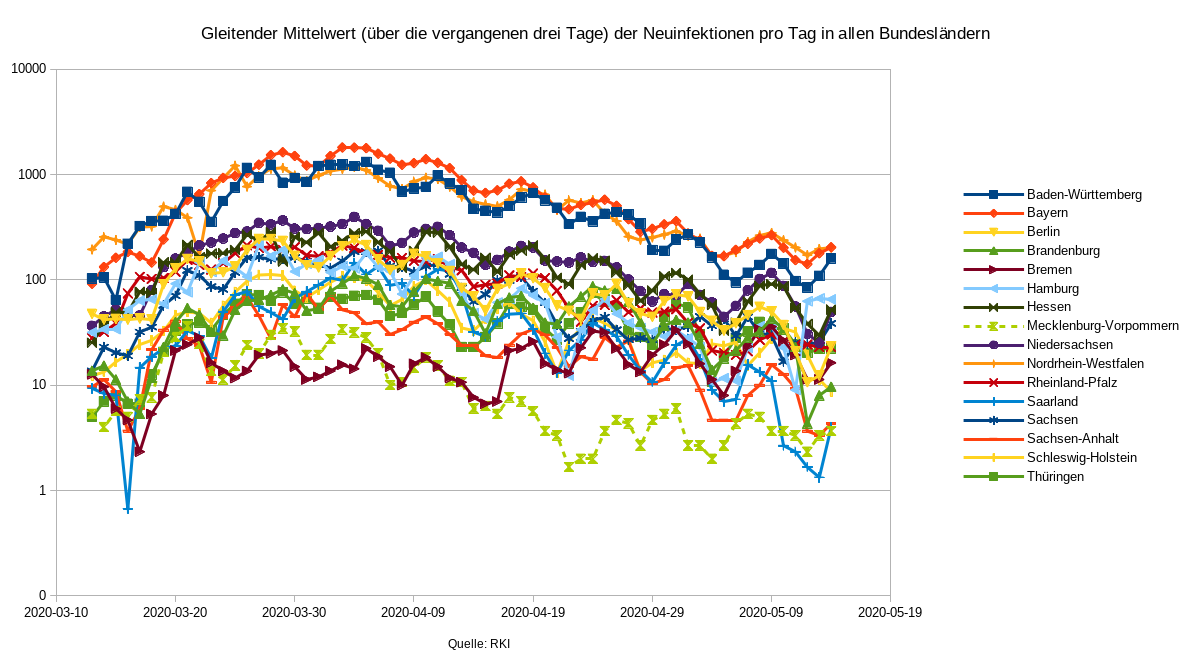 Gleitender Mittelwert (über die vergangenen drei Tage) der Neuinfektionen pro Tag in allen Bundesländern
10000
1000
100
10
1
0
2020-03-10
2020-03-20
2020-03-30
2020-04-09
2020-04-19
2020-04-29
2020-05-09
2020-05-19
Quelle: RKI
Baden-Württemberg
Bayern
Berlin
Brandenburg
Bremen
Hamburg
Hessen
Mecklenburg-Vorpommern
Niedersachsen
Nordrhein-Westfalen
Rheinland-Pfalz
Saarland
Sachsen
Sachsen-Anhalt
Schleswig-Holstein
Thüringen